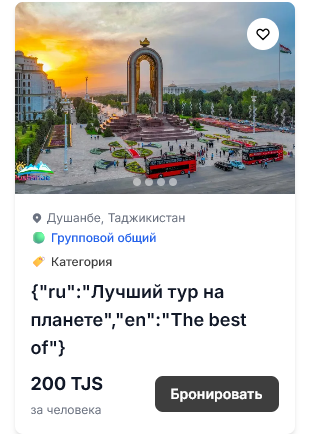 Душанбе, Таджикистан
Групповой общий
Категория
{"ru":"Лучший тур на
планете","en":"The best
of"}
200 TJS
за человека
Бронировать